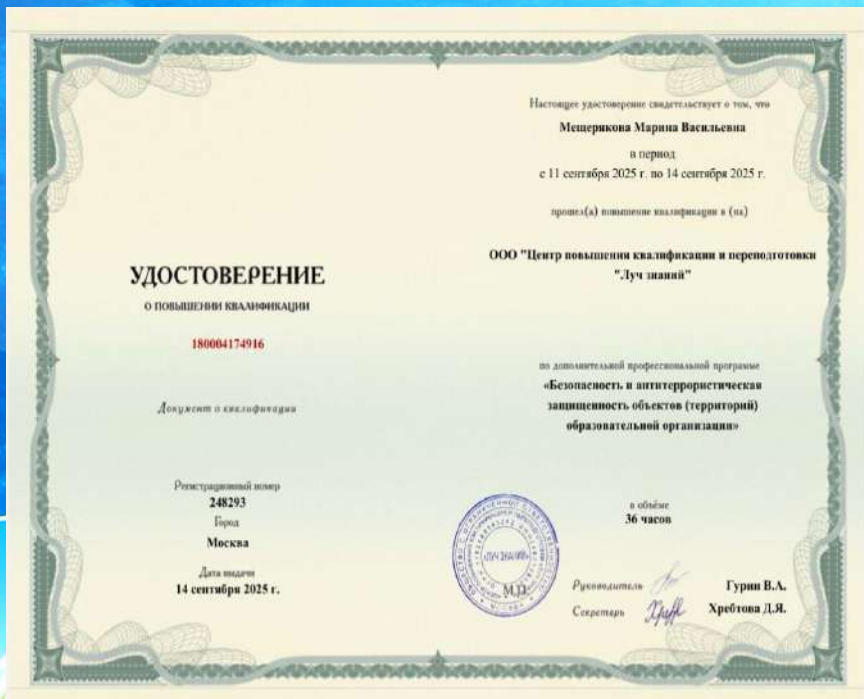 УДОСТОВЕРЕНИЕ
О ПОВЫШЕНИИ КВАЛИФИКАЦИИ
180004174916
Документ о квалификации
Регистрационный номер
248293
Город
Москва
Дата выдачи
14 сентября 2025 г.
Настоящее удостоверение свидетельствует о том, что
Мещерякова Марина Васильевна
в период
с 11 сентября 2025 г. по 14 сентября 2025 г.
прошел(а) повышение квалификации в (на)
ООО "Центр повышения квалификации и переподготовки
"Луч знаний"
по дополнительной профессиональной программе
«Безопасность и антитеррористическая
защищенность объектов (территорий)
образовательной организации»
в объёме
36 часов
«ЛУЧ ЗНАНИЙ»
М.П.
Руководитель Гурин В.А.
Секретарь Хребтова Д.Я.